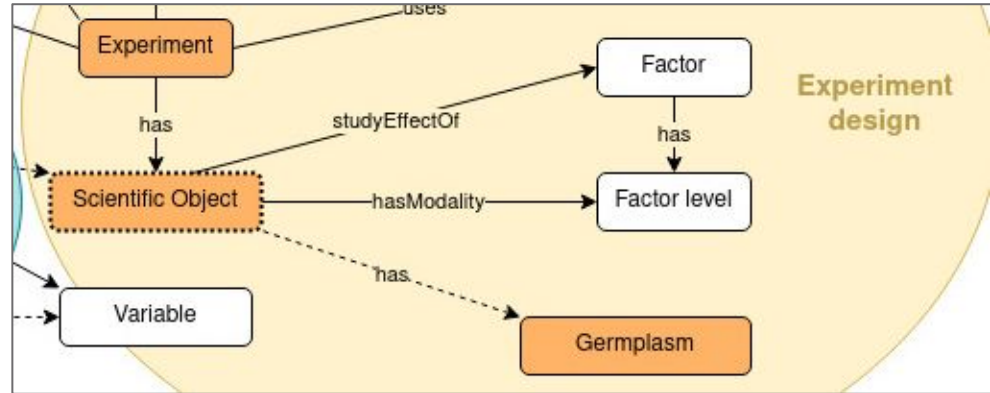 uses
Experiment
Factor
Experiment
design
has
studyEffectOf
has
Scientific Object
hasModality
Factor level
has
Variable
Germplasm